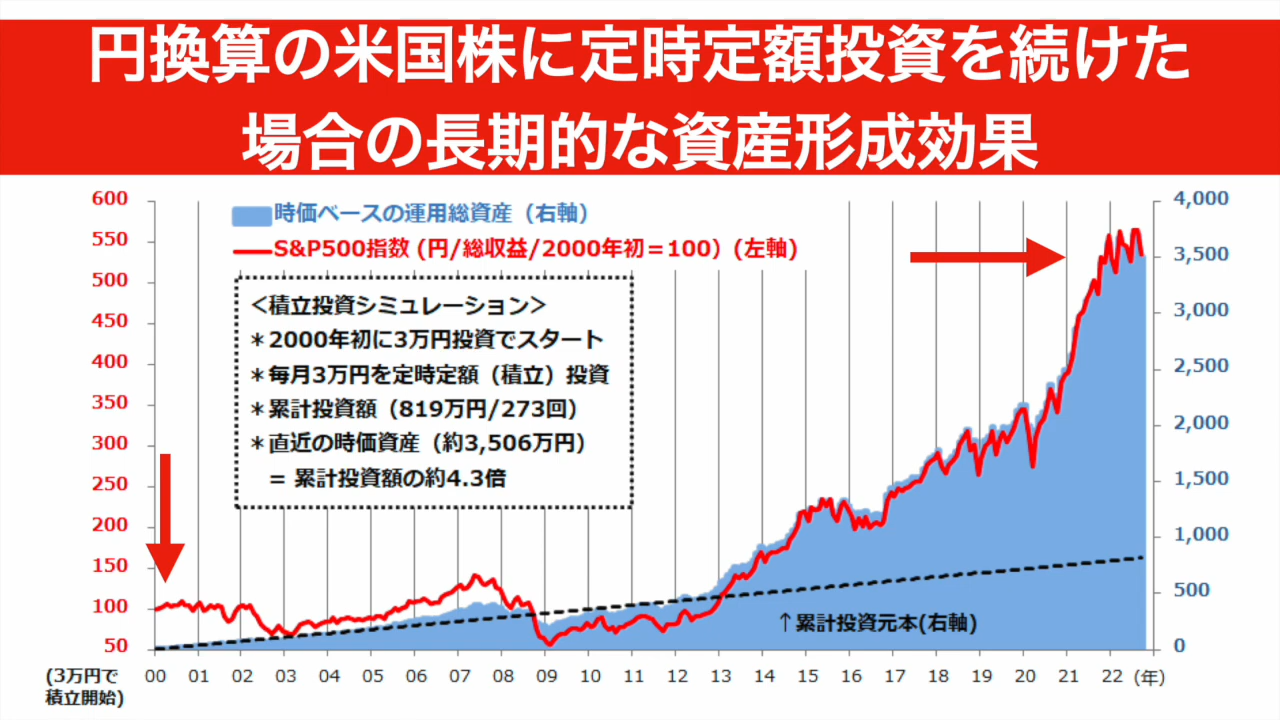 円換算の米国株に定時定額投資を続けた
場合の長期的な資産形成効果
時価ベースの運用総資産（右軸）
S&P500指数 (円/総収益/2000年初＝100)（左軸）
＜積立投資シミュレーション＞
＊2000年初に3万円投資でスタート
＊毎月3万円を定時定額（積立）投資
＊累計投資額（819万円/273回）
＊直近の時価資産（約3,506万円）
= 累計投資額の約4.3倍
600
550
500
450
400
350
300
250
200
150
100
50
4,000
3,500
3,000
2,500
2,000
1,500
1,000
500
0
↑累計投資元本(右軸)
(3万円で
積立開始)
00 01 02 03 04 05 06 07 08 09 10 11 12 13 14 15 16 17 18 19 20 21 22 (年)